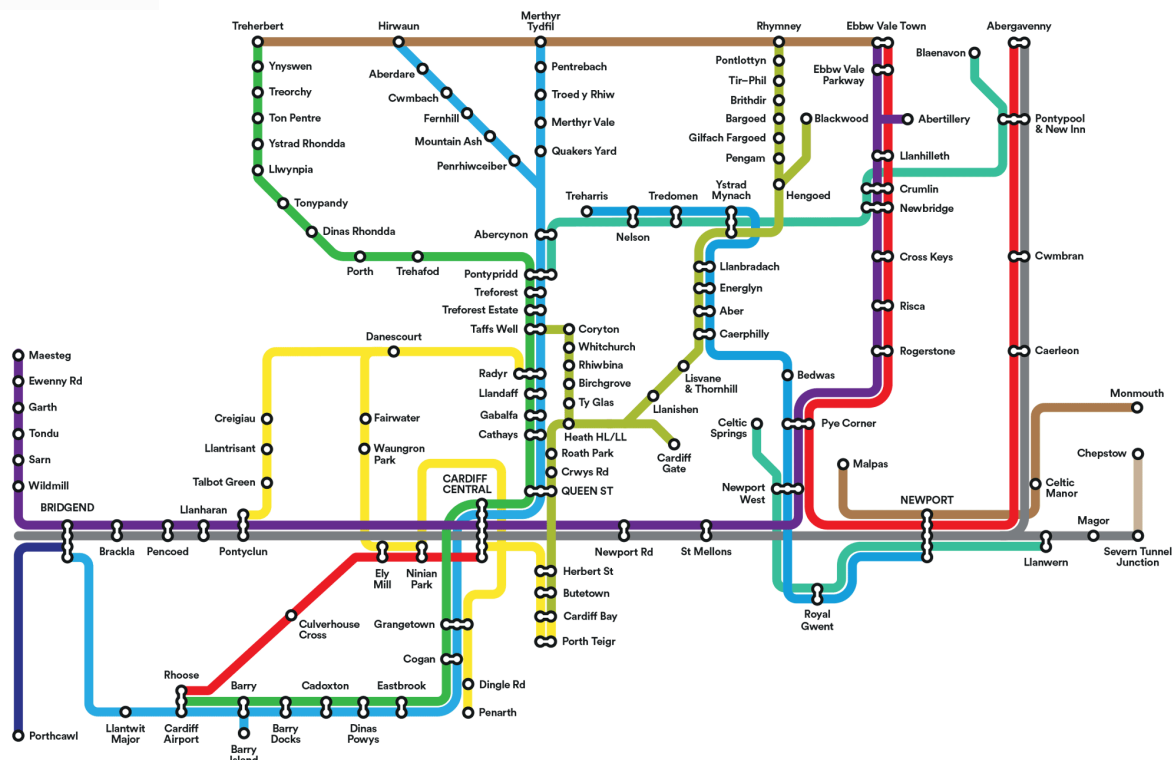 Treherbert
Hirwaun
Merthyr
Tydfil
Rhymney
Ebbw Vale Town
Abergavenny
Blaenavon
Ynyswen
Treorchy
Ton Pentre
Ystrad Rhondda
Llwynpia
Tonypandy
Dinas Rhondda
Porth
Trehafod
Aberdare
Cwmbach
Fernhill
Mountain Ash
Penrhiwceiber
Pentrebach
Troed y Rhiw
Merthyr Vale
Quakers Yard
Abercynon
Pontypridd
Treforest
Treforest Estate
Taffs Well
Radyr
Llandaff
Gabalfa
Cathays
QUEEN ST
Pontlottyn
Tir-Phil
Brithdir
Bargoed
Gilfach Fargoed
Pengam
Blackwood
Hengoed
Treharris
Nelson
Tredomen
Ystrad
Mynach
Llanbradach
Energlyn
Aber
Caerphilly
Lisvane
& Thornhill
Llanishen
Cardiff
Gate
Coryton
Whitchurch
Rhiwbina
Birchgrove
Ty Glas
Heath HL/LL
Roath Park
Crwys Rd
Ebbw Vale
Parkway
Abertillery
Llanhilleth
Crumlin
Newbridge
Cross Keys
Risca
Rogerstone
Pye Corner
Bedwas
Celtic
Springs
Newport
West
Malpas
NEWPORT
Royal
Gwent
Pontypool
& New Inn
Cwmbran
Caerleon
Monmouth
Chepstow
Celtic
Manor
Magor
Llanwern
Severn Tunnel
Junction
Maesteg
Ewenny Rd
Garth
Tondu
Sarn
Wildmill
BRIDGEND
Brackla
Pencoed
Llanharan
Pontyclun
Talbot Green
Llantrisant
Creigiau
Danescourt
Fairwater
Waungron
Park
CARDIFF
CENTRAL
Newport Rd
St Mellons
Ely
Mill
Ninian
Park
Culverhouse
Cross
Herbert St
Butetown
Cardiff Bay
Porth Teigr
Grangetown
Cogan
Dingle Rd
Penarth
Rhoose
Cardiff
Airport
Barry
Barry
Island
Barry
Docks
Cadoxton
Dinas
Powys
Eastbrook
Llantwit
Major
Porthcawl